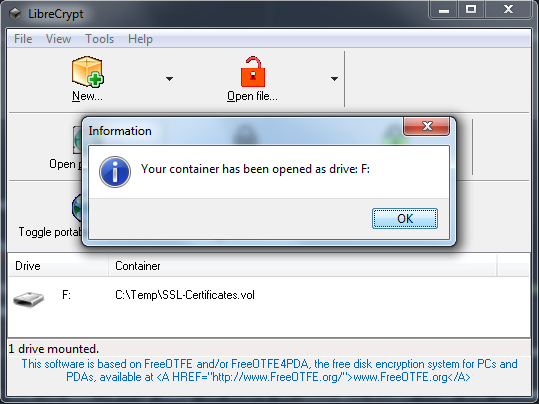 LibreCrypt
File View Tools Help
New... Open file...
Information
Your container has been opened as drive: F:
OK
Open
Toggle portab
Drive Container
F: C:\Temp\SSL-Certificates.vol
1 drive mounted.
This software is based on FreeOTFE and/or FreeOTFE4PDA, the free disk encryption system for PCs and
PDAs, available at <A HREF="http://www.FreeOTFE.org/">www.FreeOTFE.org</A>